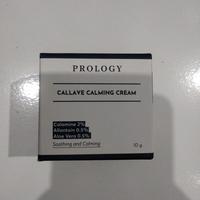 PROLOGY
CALLAVE CALMING CREAM
Calamine 2%
Allantoin 0.5%
Aloe Vera 0.5%
Soothing and Calming
10 g